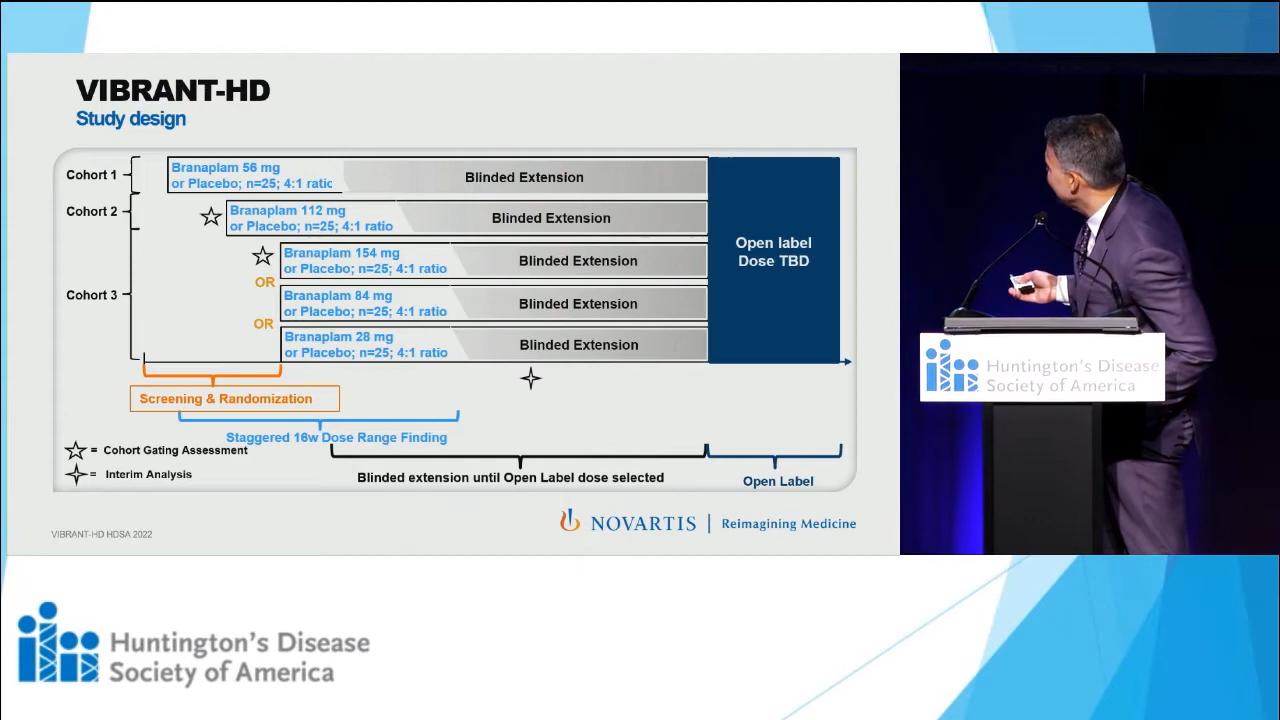 VIBRANT-HD
Study design
Cohort 1
Branaplam 56 mg
or Placebo; n=25; 4:1 ratio
Blinded Extension
Cohort 2
Branaplam 112 mg
or Placebo; n=25; 4:1 ratio
Blinded Extension
Branaplam 154 mg
or Placebo; n=25; 4:1 ratio
Blinded Extension
OR
Cohort 3
Branaplam 84 mg
or Placebo; n=25; 4:1 ratio
Blinded Extension
OR
Branaplam 28 mg
or Placebo; n=25; 4:1 ratio
Blinded Extension
Open label
Dose TBD
Screening & Randomization
Staggered 16w Dose Range Finding
= Cohort Gating Assessment
= Interim Analysis
Blinded extension until Open Label dose selected
Open Label
VIBRANT-HD HDSA 2022
NOVARTIS | Reimagining Medicine
Huntington's Disease
Society of America
Huntington's Disease
Society of America